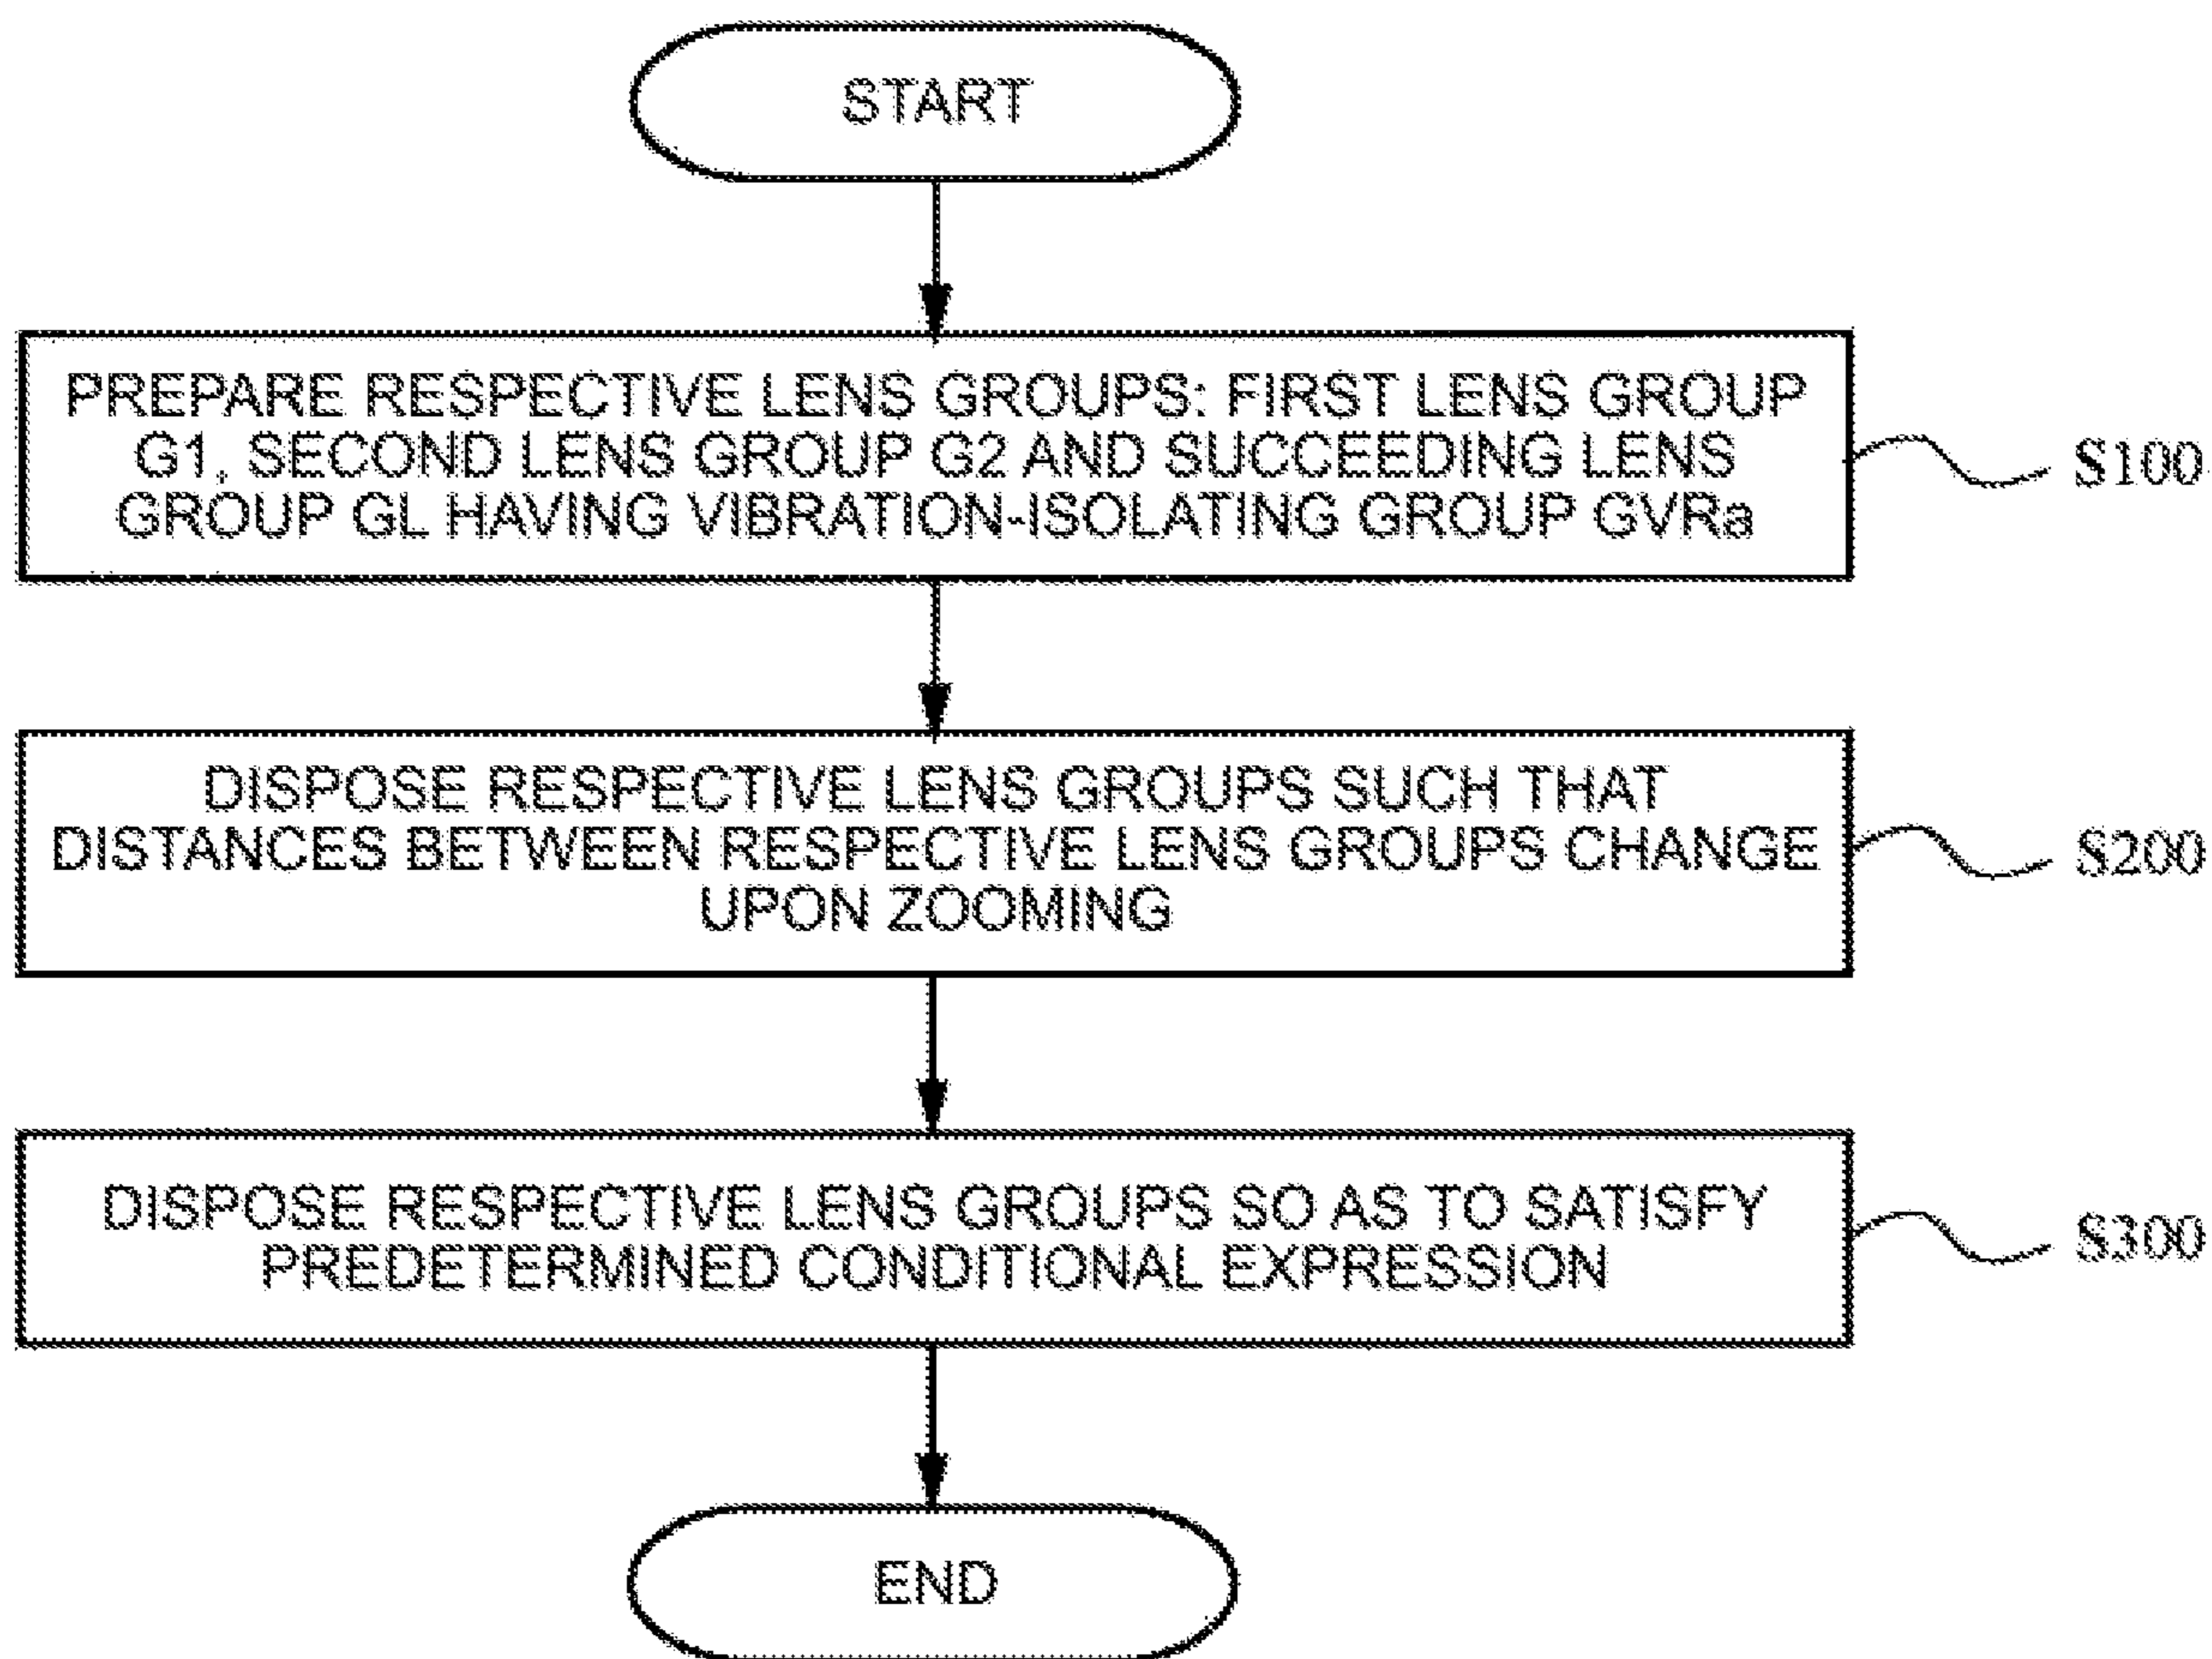 START
PREPARE RESPECTIVE LENS GROUPS: FIRST LENS GROUP
G1, SECOND LENS GROUP G2 AND SUCCEEDING LENS
GROUP GL HAVING VIBRATION-ISOLATING GROUP GVRa
S100
DISPOSE RESPECTIVE LENS GROUPS SUCH THAT
DISTANCES BETWEEN RESPECTIVE LENS GROUPS CHANGE
UPON ZOOMING
S200
DISPOSE RESPECTIVE LENS GROUPS SO AS TO SATISFY
PREDETERMINED CONDITIONAL EXPRESSION
S300
END